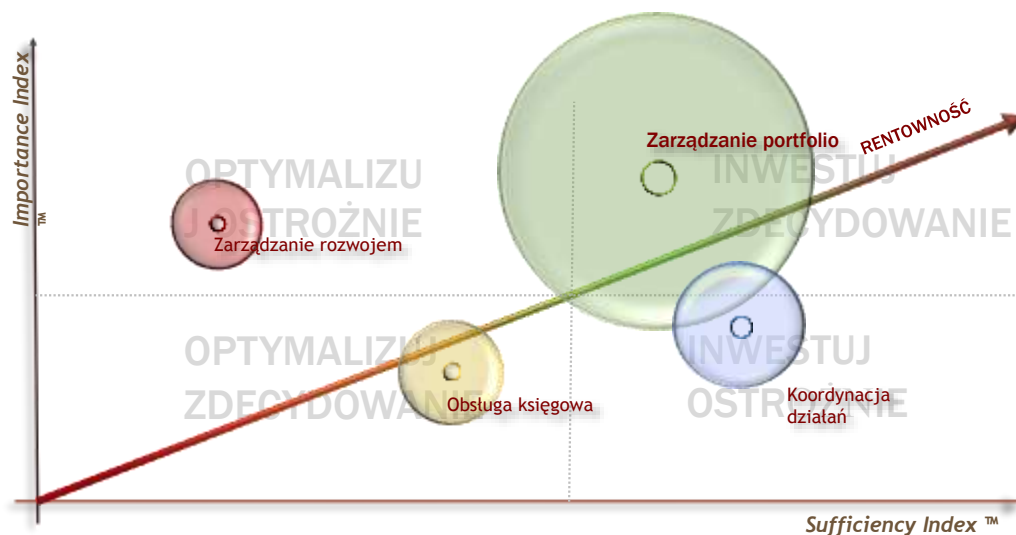 Importance Index
™
Zarządzanie portfolio
RENTOWNOŚĆ
OPTYMALIZU
J OSTROŻNIE
INWESTUJ
ZDECYDOWANIE
Zarządzanie rozwojem
OPTYMALIZUJ
ZDECYDOWANIE
INWESTUJ
OSTROŻNIE
Obsługa księgowa
Koordynacja
działań
Sufficiency Index ™